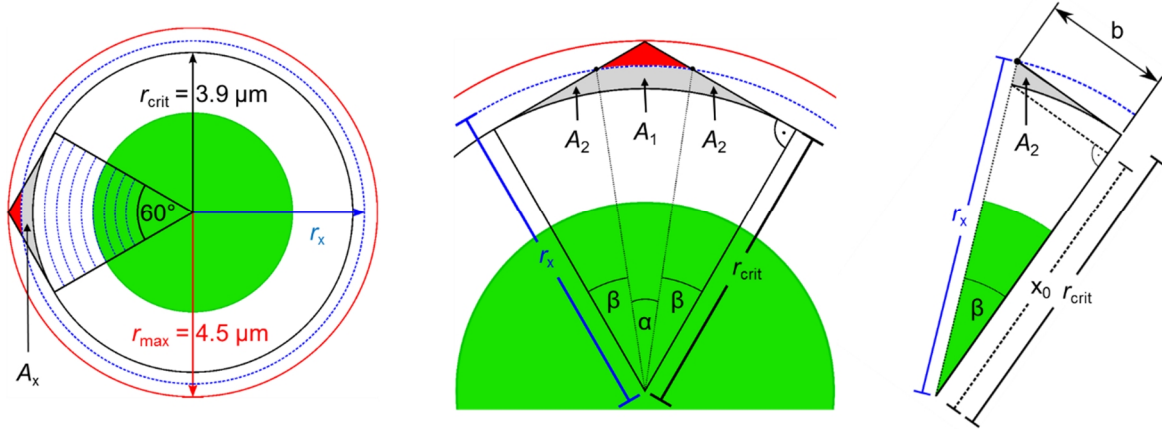 r_crit = 3.9 µm
60°
r_x
r_max = 4.5 µm
A_x
A_2
A_1
A_2
r_x
r_crit
β
α
β
b
A_2
r_x
x_0
r_crit
β